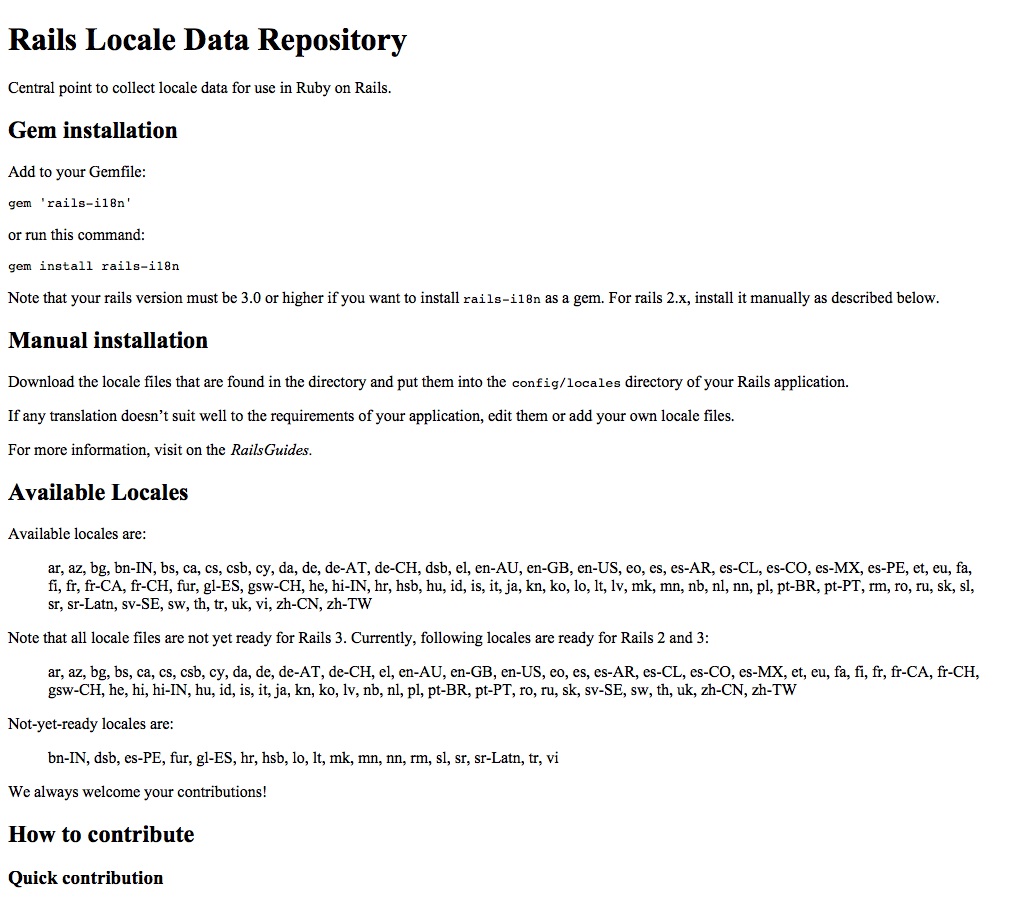 Rails Locale Data Repository
Central point to collect locale data for use in Ruby on Rails.
Gem installation
Add to your Gemfile:
gem 'rails-i18n'
or run this command:
gem install rails-i18n
Note that your rails version must be 3.0 or higher if you want to install rails-i18n as a gem. For rails 2.x, install it manually as described below.
Manual installation
Download the locale files that are found in the directory and put them into the config/locales directory of your Rails application.
If any translation doesn’t suit well to the requirements of your application, edit them or add your own locale files.
For more information, visit on the RailsGuides.
Available Locales
Available locales are:
ar, az, bg, bn-IN, bs, ca, cs, csb, cy, da, de, de-AT, de-CH, dsb, el, en-AU, en-GB, en-US, eo, es, es-AR, es-CL, es-CO, es-MX, es-PE, et, eu, fa,
fi, fr, fr-CA, fr-CH, fur, gl-ES, gsw-CH, he, hi-IN, hr, hsb, hu, id, is, it, ja, kn, ko, lo, lt, lv, mk, mn, nb, nl, nn, pl, pt-BR, pt-PT, rm, ro, ru, sk, sl,
sr, sr-Latn, sv-SE, sw, th, tr, uk, vi, zh-CN, zh-TW
Note that all locale files are not yet ready for Rails 3. Currently, following locales are ready for Rails 2 and 3:
ar, az, bg, bs, ca, cs, csb, cy, da, de, de-AT, de-CH, el, en-AU, en-GB, en-US, eo, es, es-AR, es-CL, es-CO, es-MX, et, eu, fa, fi, fr, fr-CA, fr-CH,
gsw-CH, he, hi, hi-IN, hu, id, is, it, ja, kn, ko, lv, nb, nl, pl, pt-BR, pt-PT, ro, ru, sk, sv-SE, sw, th, uk, zh-CN, zh-TW
Not-yet-ready locales are:
bn-IN, dsb, es-PE, fur, gl-ES, hr, hsb, lo, lt, mk, mn, nn, rm, sl, sr, sr-Latn, tr, vi
We always welcome your contributions!
How to contribute
Quick contribution